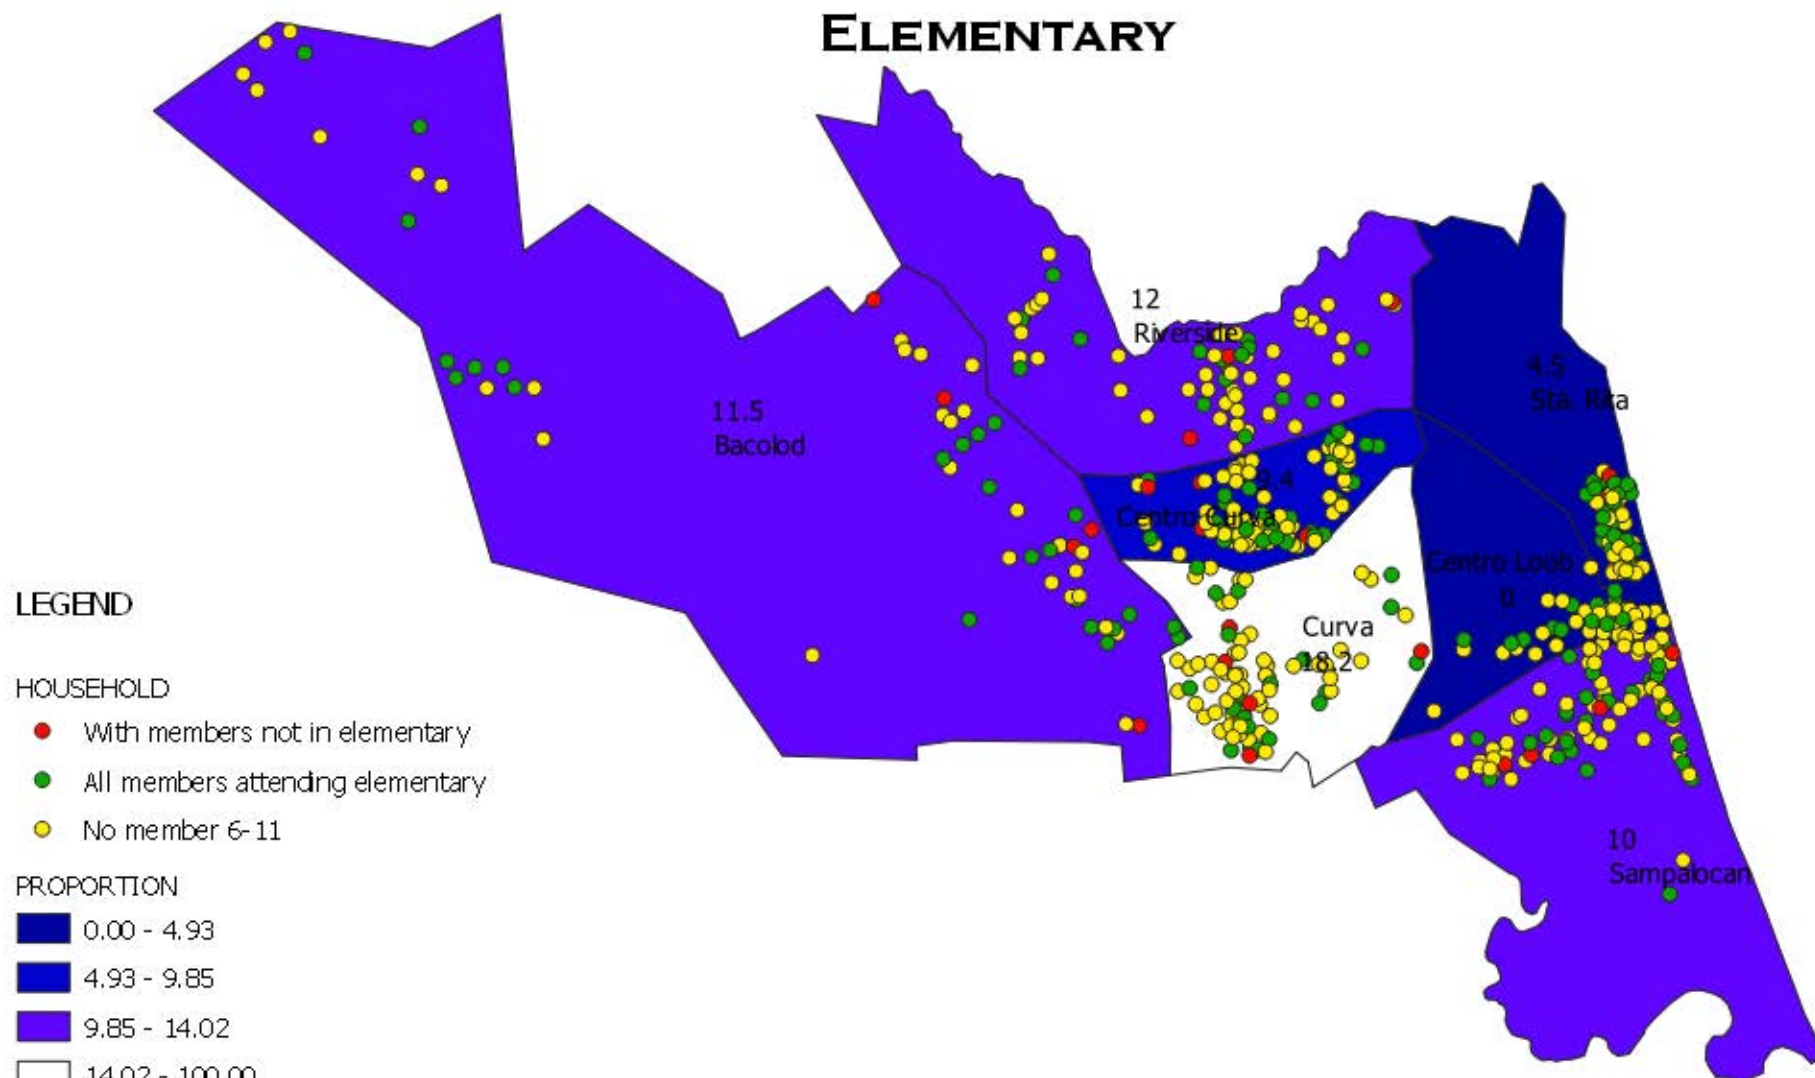 ELEMENTARY
12
Riverside
4.5
Sta. Rita
11.5
Bacolod
9.4
Centro Curva
Centro Loob
0
Curva
18.2
10
Sampalocan
LEGEND
HOUSEHOLD
With members not in elementary
All members attending elementary
No member 6-11
PROPORTION
0.00 - 4.93
4.93 - 9.85
9.85 - 14.02
14.02 - 100.00